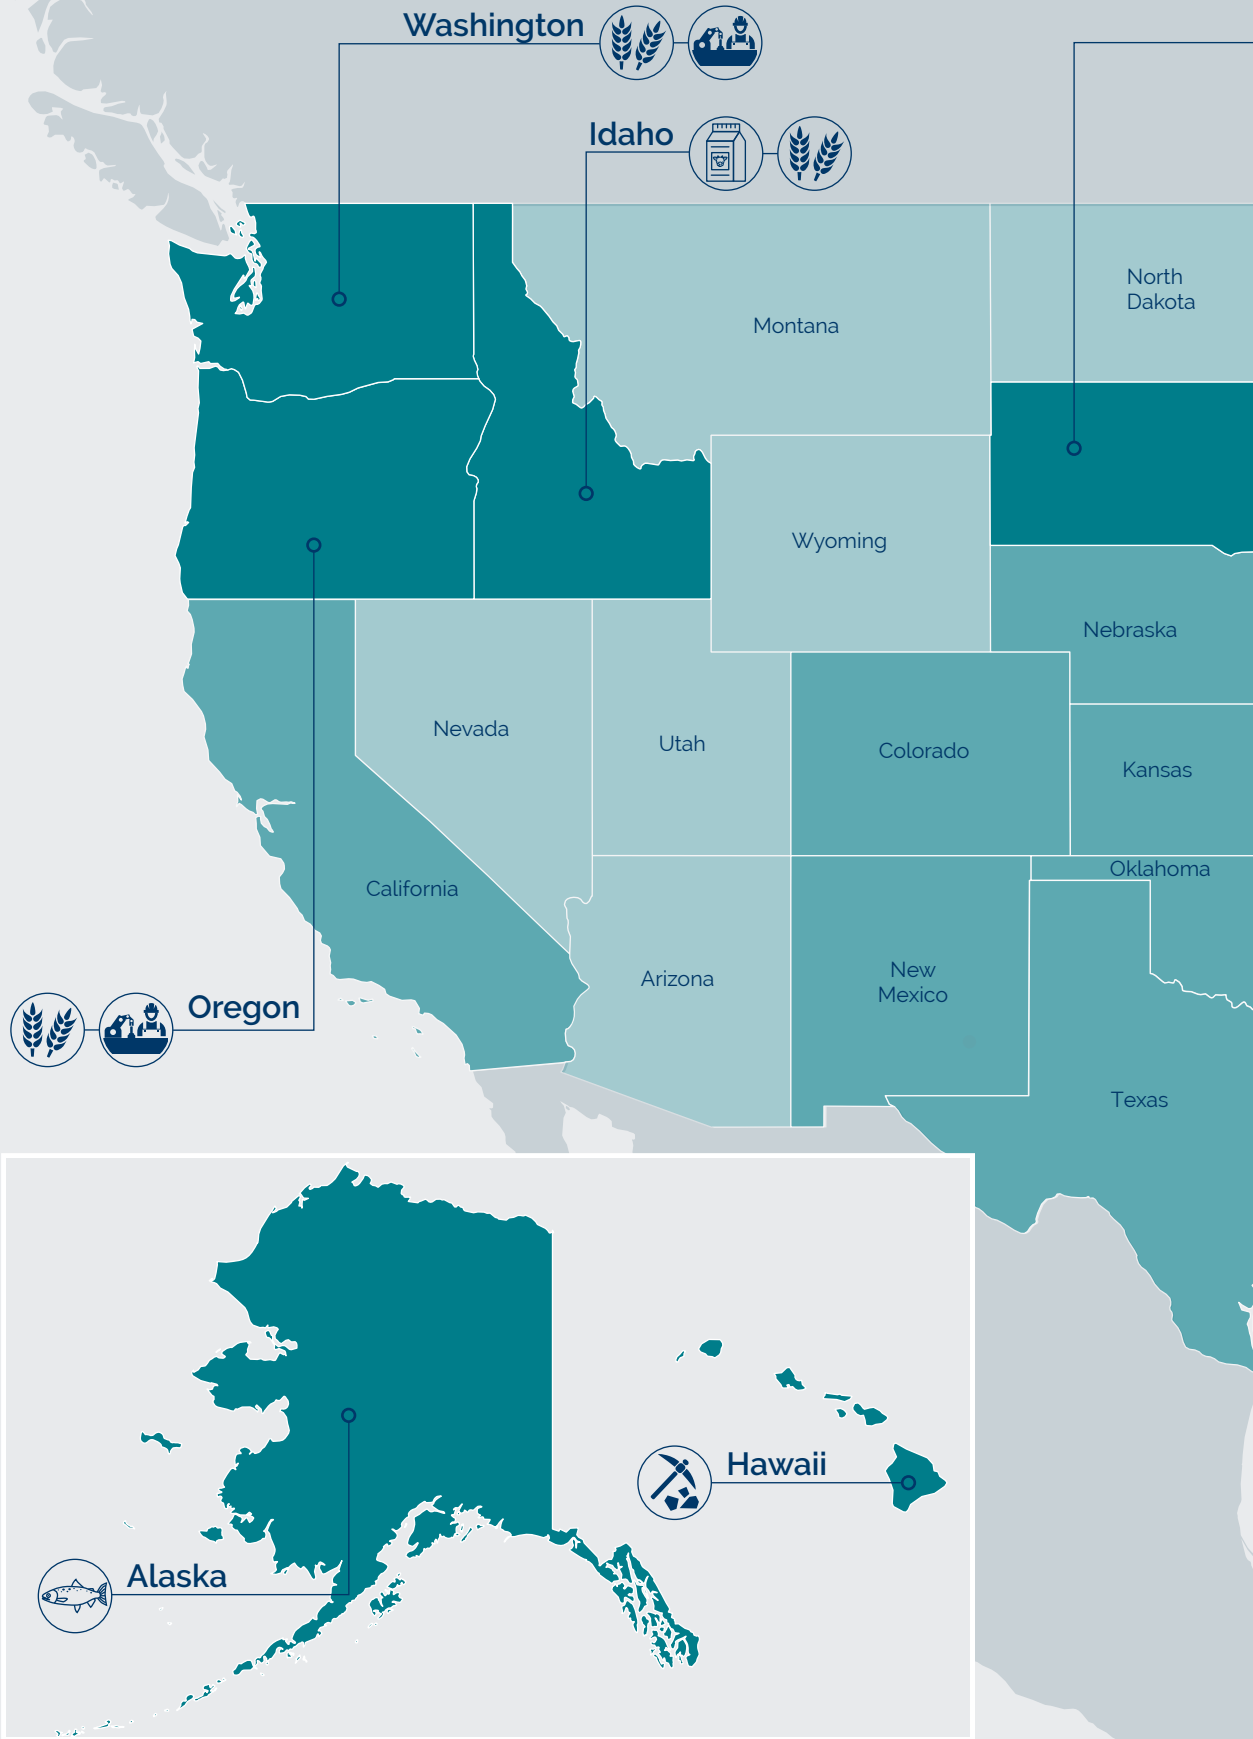 Washington
Idaho
North
Dakota
Montana
Wyoming
Nebraska
Nevada
Utah
Colorado
Kansas
Oklahoma
California
New
Mexico
Arizona
Oregon
Texas
Hawaii
Alaska